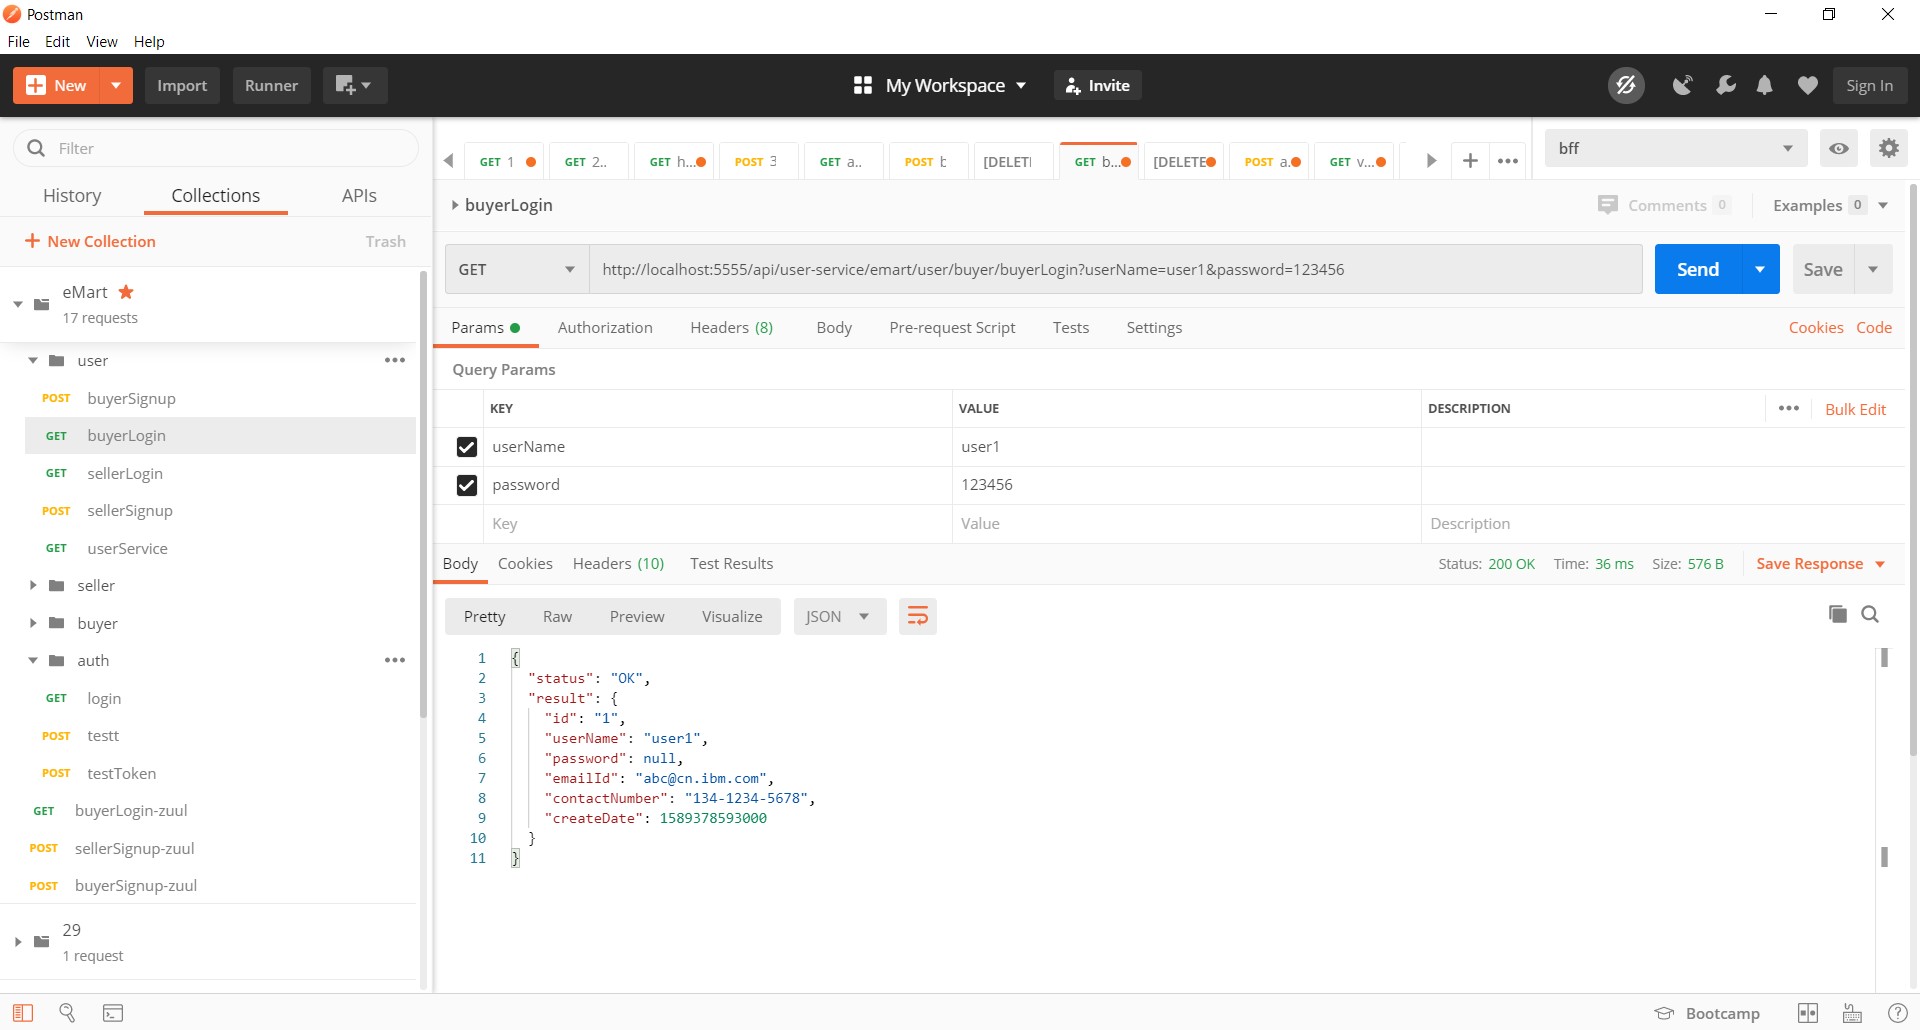 Postman
File Edit View Help
New Import Runner My Workspace Invite Sign In
Filter
History Collections APIs
New Collection Trash
eMart
17 requests
user
POST buyerSignup
GET buyerLogin
GET sellerLogin
POST sellerSignup
GET userService
seller
buyer
auth
GET login
POST testt
POST testToken
GET buyerLogin-zuul
POST sellerSignup-zuul
POST buyerSignup-zuul
29
1 request
GET 1 GET 2.. GET h... POST 3 GET a.. POST [DELETE GET b... [DELETE POST a. GET v...
bff
buyerLogin Comments 0 Examples 0
GET http://localhost:5555/api/user-service/emart/user/buyer/buyerLogin?userName=user1&password=123456 Send Save
Params Authorization Headers (8) Body Pre-request Script Tests Settings Cookies Code
Query Params
KEY VALUE DESCRIPTION Bulk Edit
userName user1
password 123456
Key Value Description
Body Cookies Headers (10) Test Results Status: 200 OK Time: 36 ms Size: 576 B Save Response
Pretty Raw Preview Visualize JSON
1 {
2 "status": "OK",
3 "result": {
4 "id": "1",
5 "userName": "user1",
6 "password": null,
7 "emailId": "abc@cn.ibm.com",
8 "contactNumber": "134-1234-5678",
9 "createDate": 1589378593000
10 }
11 }
Bootcamp